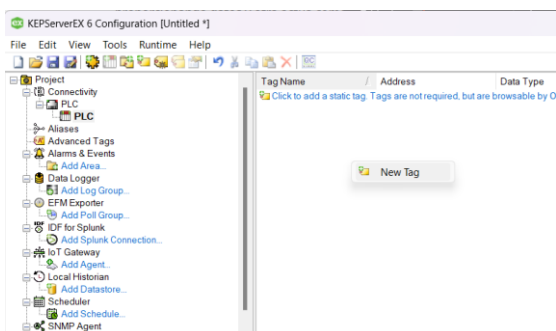 KEPServerEX 6 Configuration [Untitled *]
File Edit View Tools Runtime Help
Project
Connectivity
PLC
PLC
Aliases
Advanced Tags
Alarms & Events
Add Area...
Data Logger
Add Log Group...
EFM Exporter
Add Poll Group...
IDF for Splunk
Add Splunk Connection...
IoT Gateway
Add Agent...
Local Historian
Add Datastore...
Scheduler
Add Schedule...
SNMP Agent
Tag Name / Address Data Type
Click to add a static tag. Tags are not required, but are browsable by O
New Tag